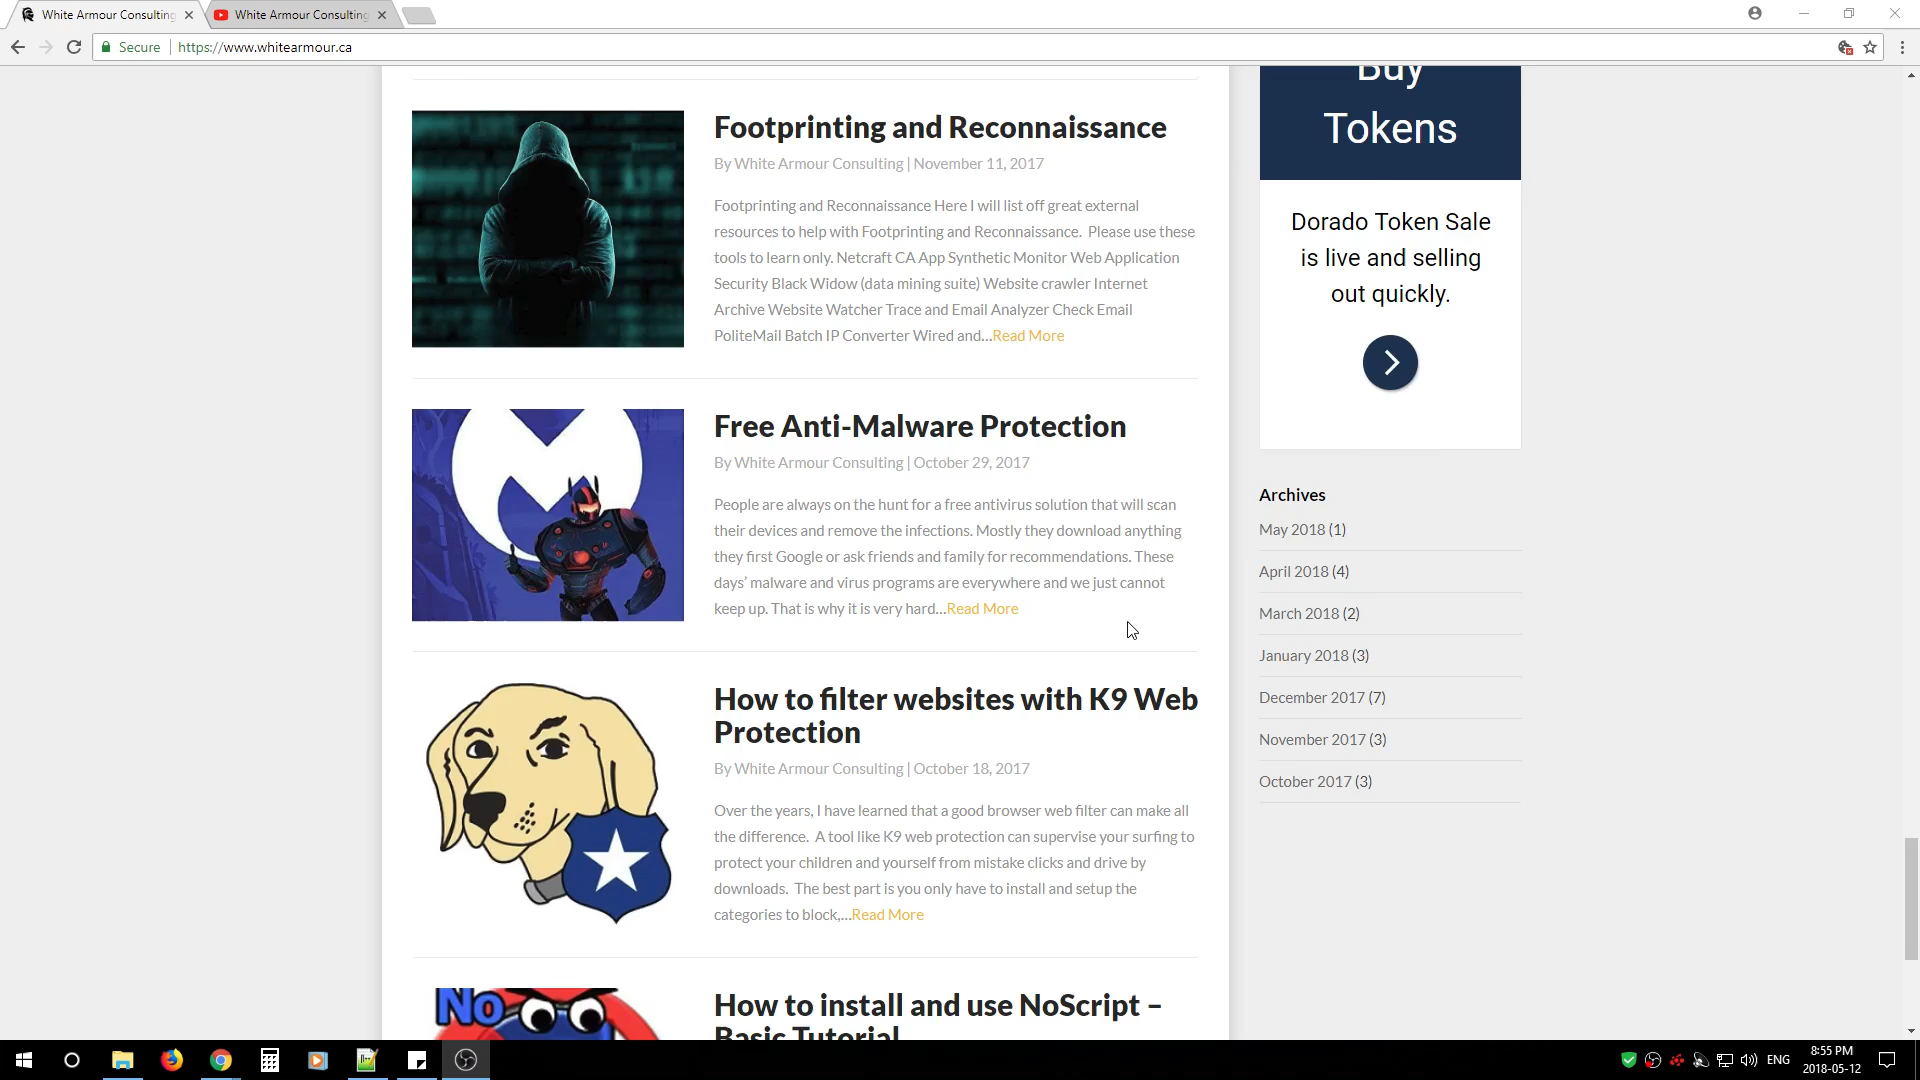 White Armour Consulting
White Armour Consulting
Secure
https://www.whitearmour.ca
Footprinting and Reconnaissance
By White Armour Consulting | November 11, 2017
Footprinting and Reconnaissance Here I will list off great external
resources to help with Footprinting and Reconnaissance.  Please use these
tools to learn only. Netcraft CA App Synthetic Monitor Web Application
Security Black Widow (data mining suite) Website crawler Internet
Archive Website Watcher Trace and Email Analyzer Check Email
PoliteMail Batch IP Converter Wired and...Read More
Free Anti-Malware Protection
By White Armour Consulting | October 29, 2017
People are always on the hunt for a free antivirus solution that will scan
their devices and remove the infections. Mostly they download anything
they first Google or ask friends and family for recommendations. These
days’ malware and virus programs are everywhere and we just cannot
keep up. That is why it is very hard...Read More
How to filter websites with K9 Web
Protection
By White Armour Consulting | October 18, 2017
Over the years, I have learned that a good browser web filter can make all
the difference.  A tool like K9 web protection can supervise your surfing to
protect your children and yourself from mistake clicks and drive by
downloads.  The best part is you only have to install and setup the
categories to block,...Read More
No
How to install and use NoScript –
Basic Tutorial
Buy
Tokens
Dorado Token Sale
is live and selling
out quickly.
Archives
May 2018 (1)
April 2018 (4)
March 2018 (2)
January 2018 (3)
December 2017 (7)
November 2017 (3)
October 2017 (3)
ENG
8:55 PM
2018-05-12